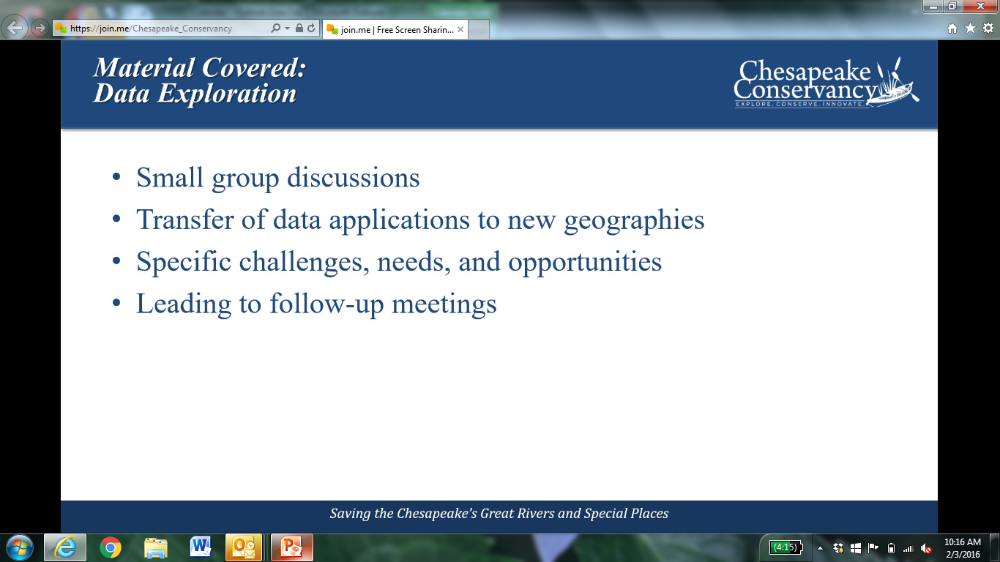 https://join.me/Chesapeake_Conservancy
join.me | Free Screen Sharin...
Material Covered:
Data Exploration
Chesapeake
Conservancy
EXPLORE. CONSERVE. INNOVATE.
• Small group discussions
• Transfer of data applications to new geographies
• Specific challenges, needs, and opportunities
• Leading to follow-up meetings
Saving the Chesapeake's Great Rivers and Special Places
(4:15)
10:16 AM
2/3/2016